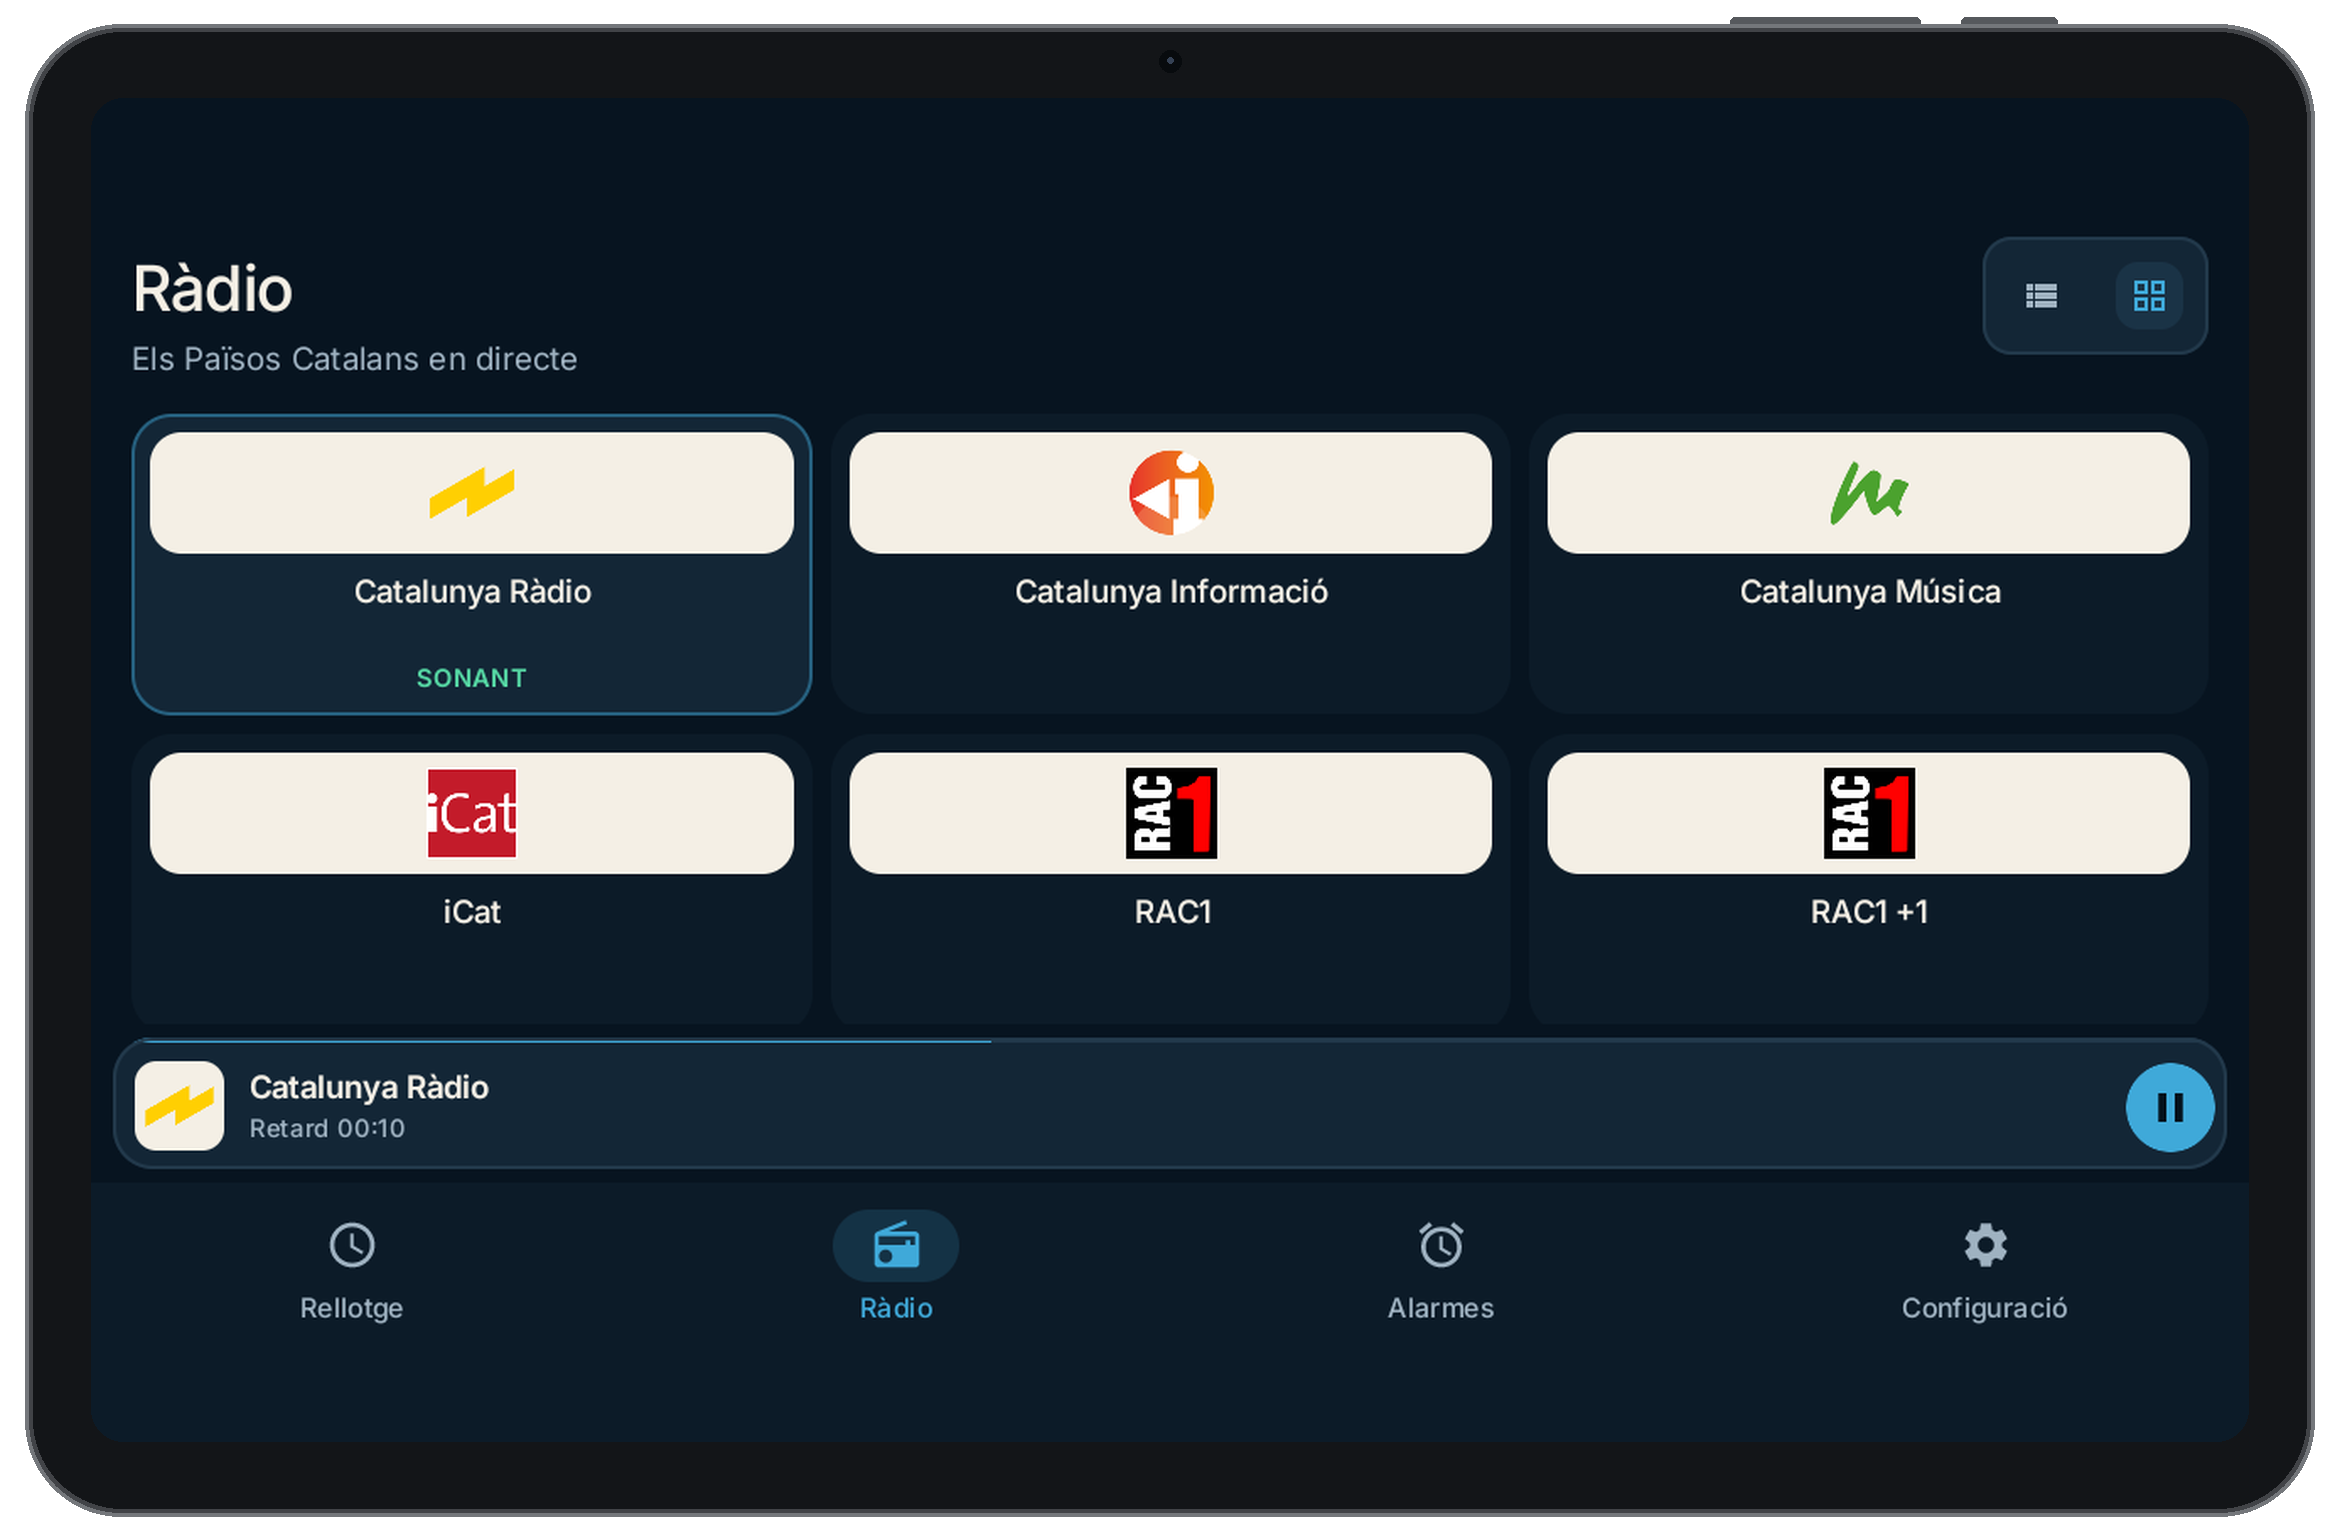 Ràdio
Els Països Catalans en directe
Catalunya Ràdio
SONANT
i
Catalunya Informació
Catalunya Música
iCat
iCat
RAC1
RAC1
RAC1
RAC1 +1
Catalunya Ràdio
Retard 00:10
Rellotge
Ràdio
Alarmes
Configuració